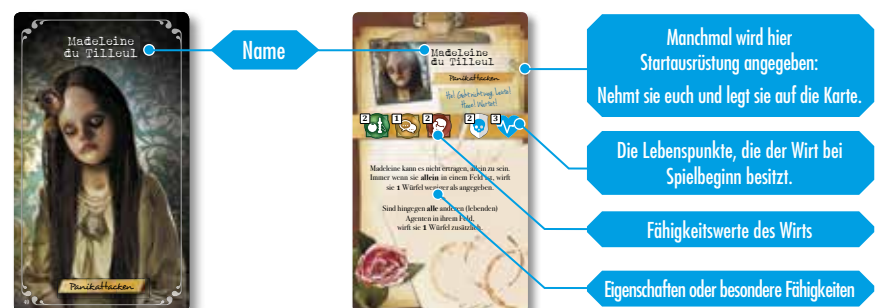 Madeleine
du Tilleul
Panikattacken
Name
Madeleine
du Tilleul
Panikattacken
2 1 2 2 3
Madeleine kann es nicht ertragen, allein zu sein.
Immer wenn sie allein in einem Feld ist, wirft
sie 1 Würfel weniger als angegeben.
Sind hingegen alle anderen (lebenden)
Agenten in ihrem Feld,
wirft sie 1 Würfel zusätzlich.
Manchmal wird hier
Startausrüstung angegeben:
Nehmt sie euch und legt sie auf die Karte.
Die Lebenspunkte, die der Wirt bei
Spielbeginn besitzt.
Fähigkeitswerte des Wirts
Eigenschaften oder besondere Fähigkeiten